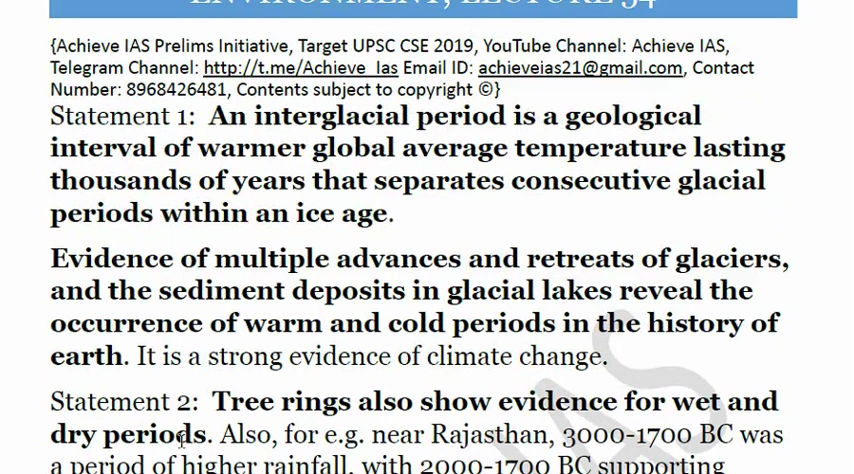 ENVIRONMENT, LECTURE 34
{Achieve IAS Prelims Initiative, Target UPSC CSE 2019, YouTube Channel: Achieve IAS,
Telegram Channel: http://t.me/Achieve_Ias Email ID: achieveias21@gmail.com, Contact
Number: 8968426481, Contents subject to copyright ©}
Statement 1: An interglacial period is a geological
interval of warmer global average temperature lasting
thousands of years that separates consecutive glacial
periods within an ice age.
Evidence of multiple advances and retreats of glaciers,
and the sediment deposits in glacial lakes reveal the
occurrence of warm and cold periods in the history of
earth. It is a strong evidence of climate change.
Statement 2: Tree rings also show evidence for wet and
dry periods. Also, for e.g. near Rajasthan, 3000-1700 BC was
a period of higher rainfall, with 2000-1700 BC supporting
IAS